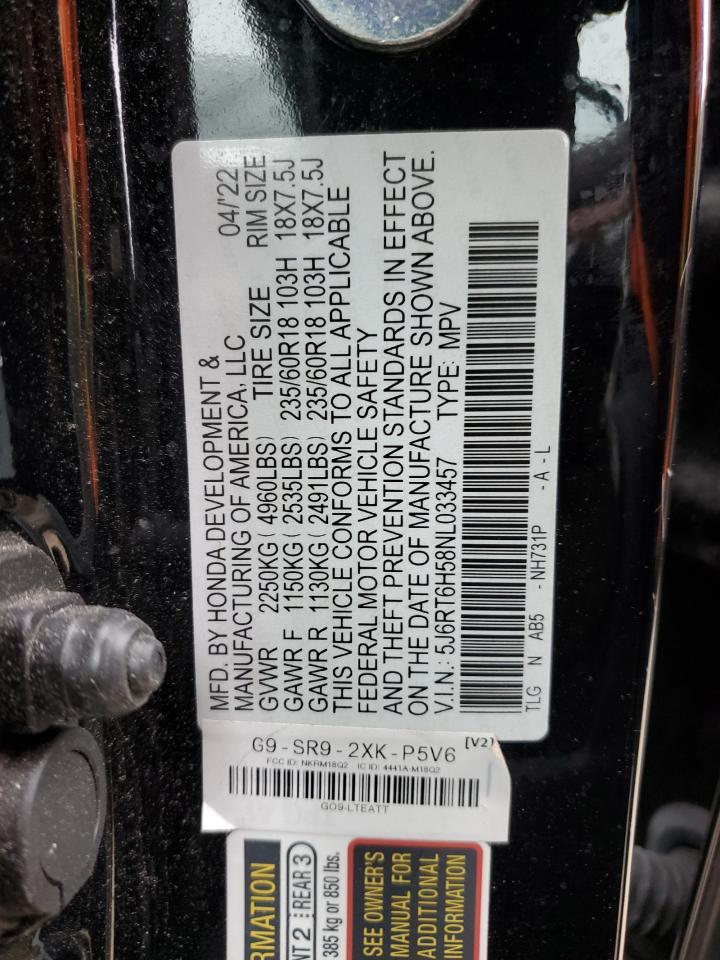 MFD. BY HONDA DEVELOPMENT & 04/'22
MANUFACTURING OF AMERICA, LLC
GVWR 2250KG ( 4960LBS) TIRE SIZE RIM SIZE
GAWR F 1150KG ( 2535LBS) 235/60R18 103H 18X7.5J
GAWR R 1130KG ( 2491LBS) 235/60R18 103H 18X7.5J
THIS VEHICLE CONFORMS TO ALL APPLICABLE
FEDERAL MOTOR VEHICLE SAFETY
AND THEFT PREVENTION STANDARDS IN EFFECT
ON THE DATE OF MANUFACTURE SHOWN ABOVE.
V.I.N.: 5J6RT6H58NL033457 TYPE: MPV
TLG N AB5 - NH731P - A - L
G9-SR9-2XK-P5V6 [V2]
FCC ID: NKRM18Q2 IC ID: 4441A-M18Q2
GO9-LTEATT
RMATION
NT 2 REAR 3
385 kg or 850 lbs.
SEE OWNER'S
MANUAL FOR
ADDITIONAL
INFORMATION